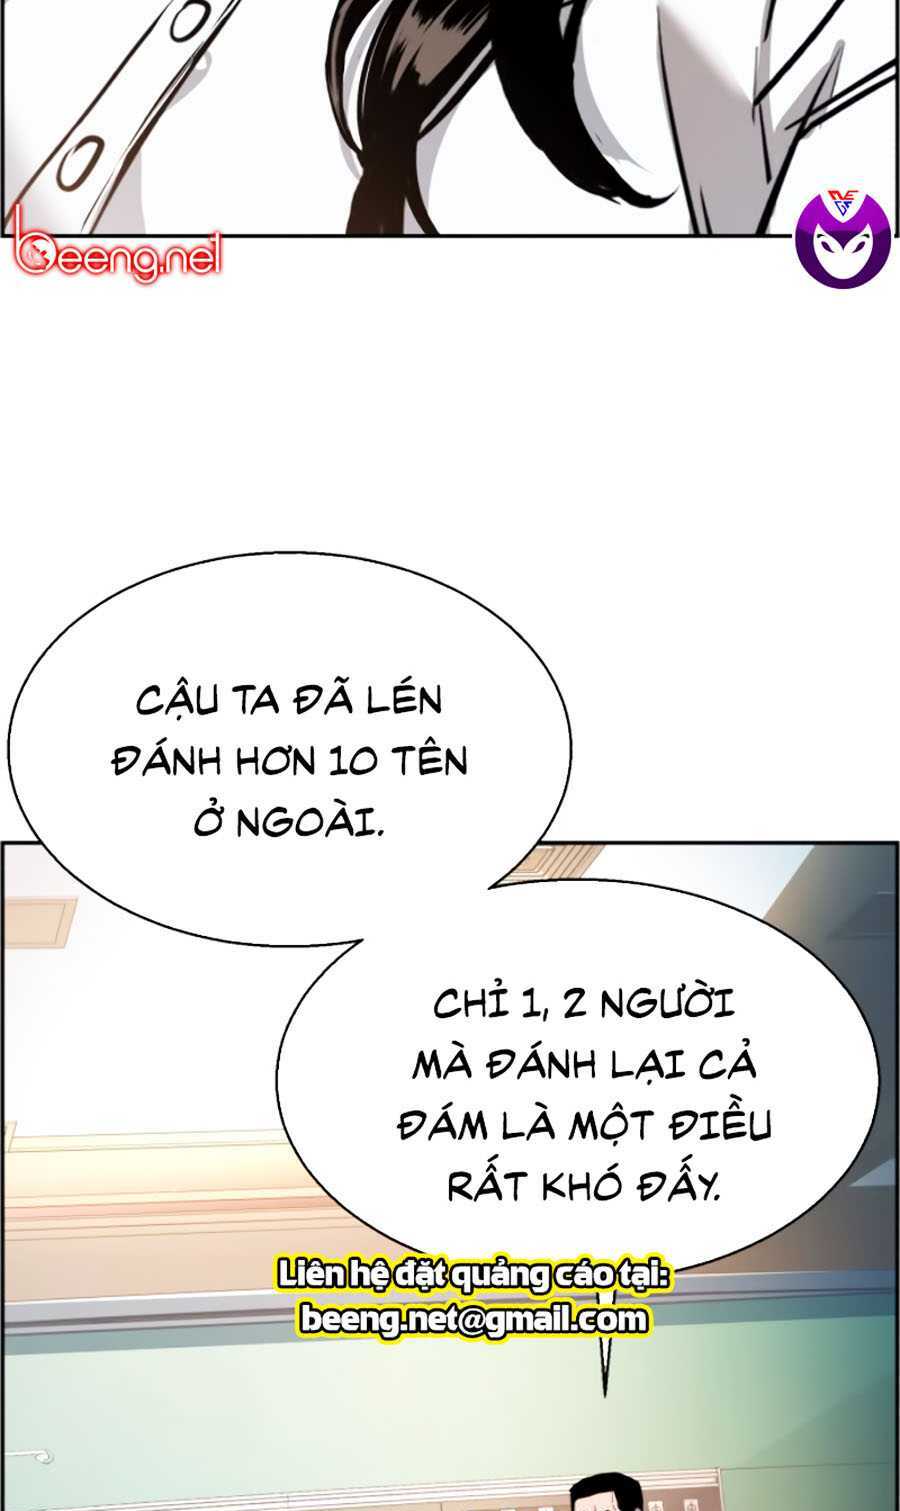 beeng.net
CẬU TA ĐÃ LÉN
ĐÁNH HƠN 10 TÊN
Ở NGOÀI.
CHỈ 1, 2 NGƯỜI
MÀ ĐÁNH LẠI CẢ
ĐÁM LÀ MỘT ĐIỀU
RẤT KHÓ ĐẤY.
Liên hệ đặt quảng cáo tại:
beeng.net@gmail.com